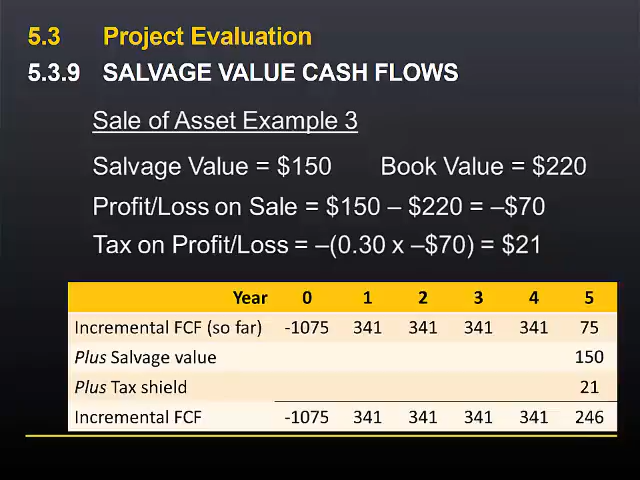 5.3 Project Evaluation
5.3.9 SALVAGE VALUE CASH FLOWS
Sale of Asset Example 3
Salvage Value = $150 Book Value = $220
Profit/Loss on Sale = $150 – $220 = –$70
Tax on Profit/Loss = –(0.30 x –$70) = $21
Year 0 1 2 3 4 5
Incremental FCF (so far) -1075 341 341 341 341 75
Plus Salvage value 150
Plus Tax shield 21
Incremental FCF -1075 341 341 341 341 246